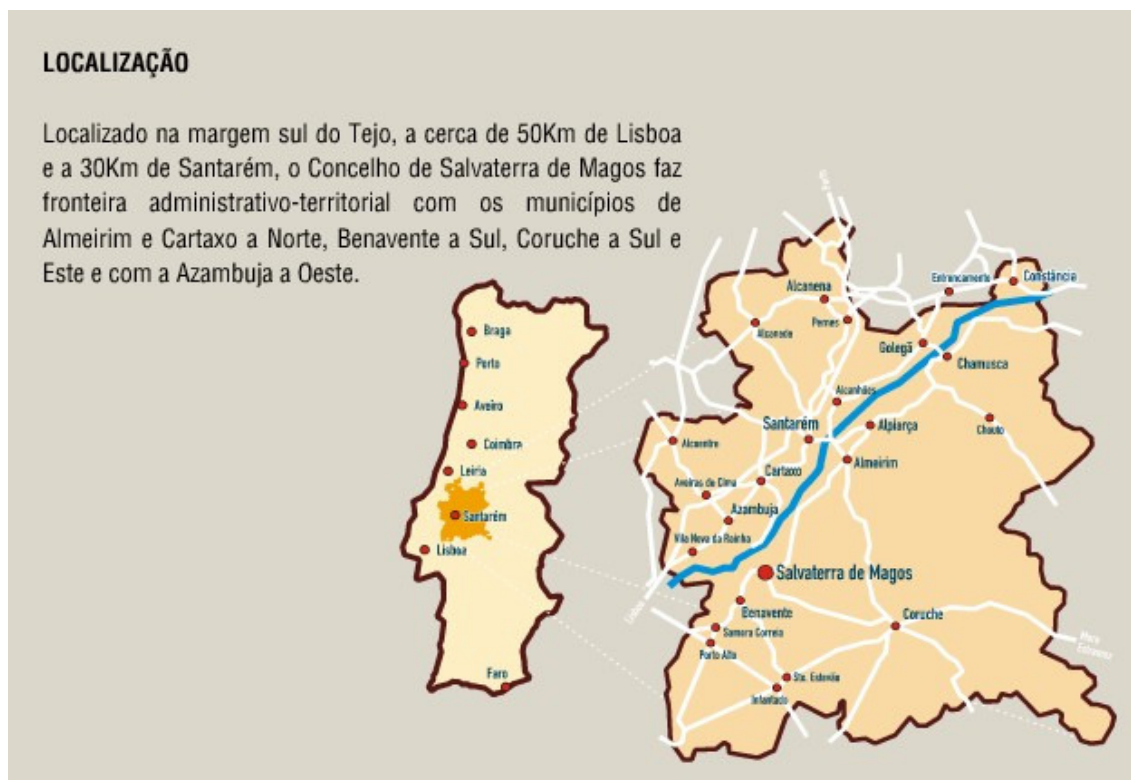 LOCALIZAÇÃO
Localizado na margem sul do Tejo, a cerca de 50Km de Lisboa
e a 30Km de Santarém, o Concelho de Salvaterra de Magos faz
fronteira administrativo-territorial com os municípios de
Almeirim e Cartaxo a Norte, Benavente a Sul, Coruche a Sul e
Este e com a Azambuja a Oeste.
Braga
Porto
Aveiro
Coimbra
Leiria
Santarém
Lisboa
Faro
Porto
Constância
Entroncamento
Alcanena
Pernes
Alcanede
Golegã
Chamusca
Alcanhães
Santarém
Alpiarça
Chouto
Alcoentre
Almeirim
Cartaxo
Aveiras de Cima
Azambuja
Vila Nova da Rainha
Salvaterra de Magos
Lisboa
Benavente
Coruche
Samora Correia
Porto Alto
Mora
Estremoz
Sto. Estevão
Infantado